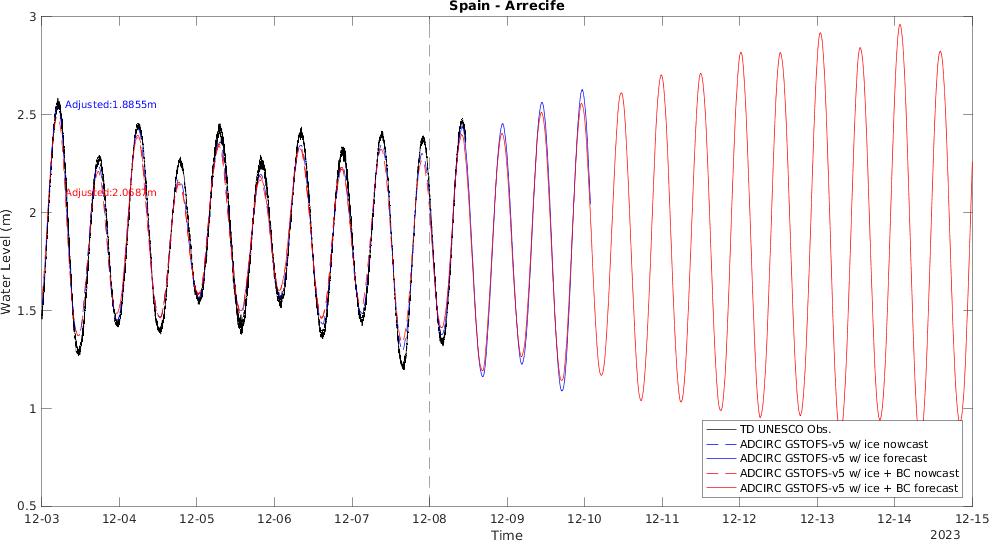 Spain - Arrecife
3
2.5
2
1.5
1
0.5
Water Level (m)
Adjusted:1.8855m
Adjusted:2.0687m
TD UNESCO Obs.
ADCIRC GSTOFS-v5 w/ ice nowcast
ADCIRC GSTOFS-v5 w/ ice forecast
ADCIRC GSTOFS-v5 w/ ice + BC nowcast
ADCIRC GSTOFS-v5 w/ ice + BC forecast
12-03 12-04 12-05 12-06 12-07 12-08 12-09 12-10 12-11 12-12 12-13 12-14 12-15
Time
2023